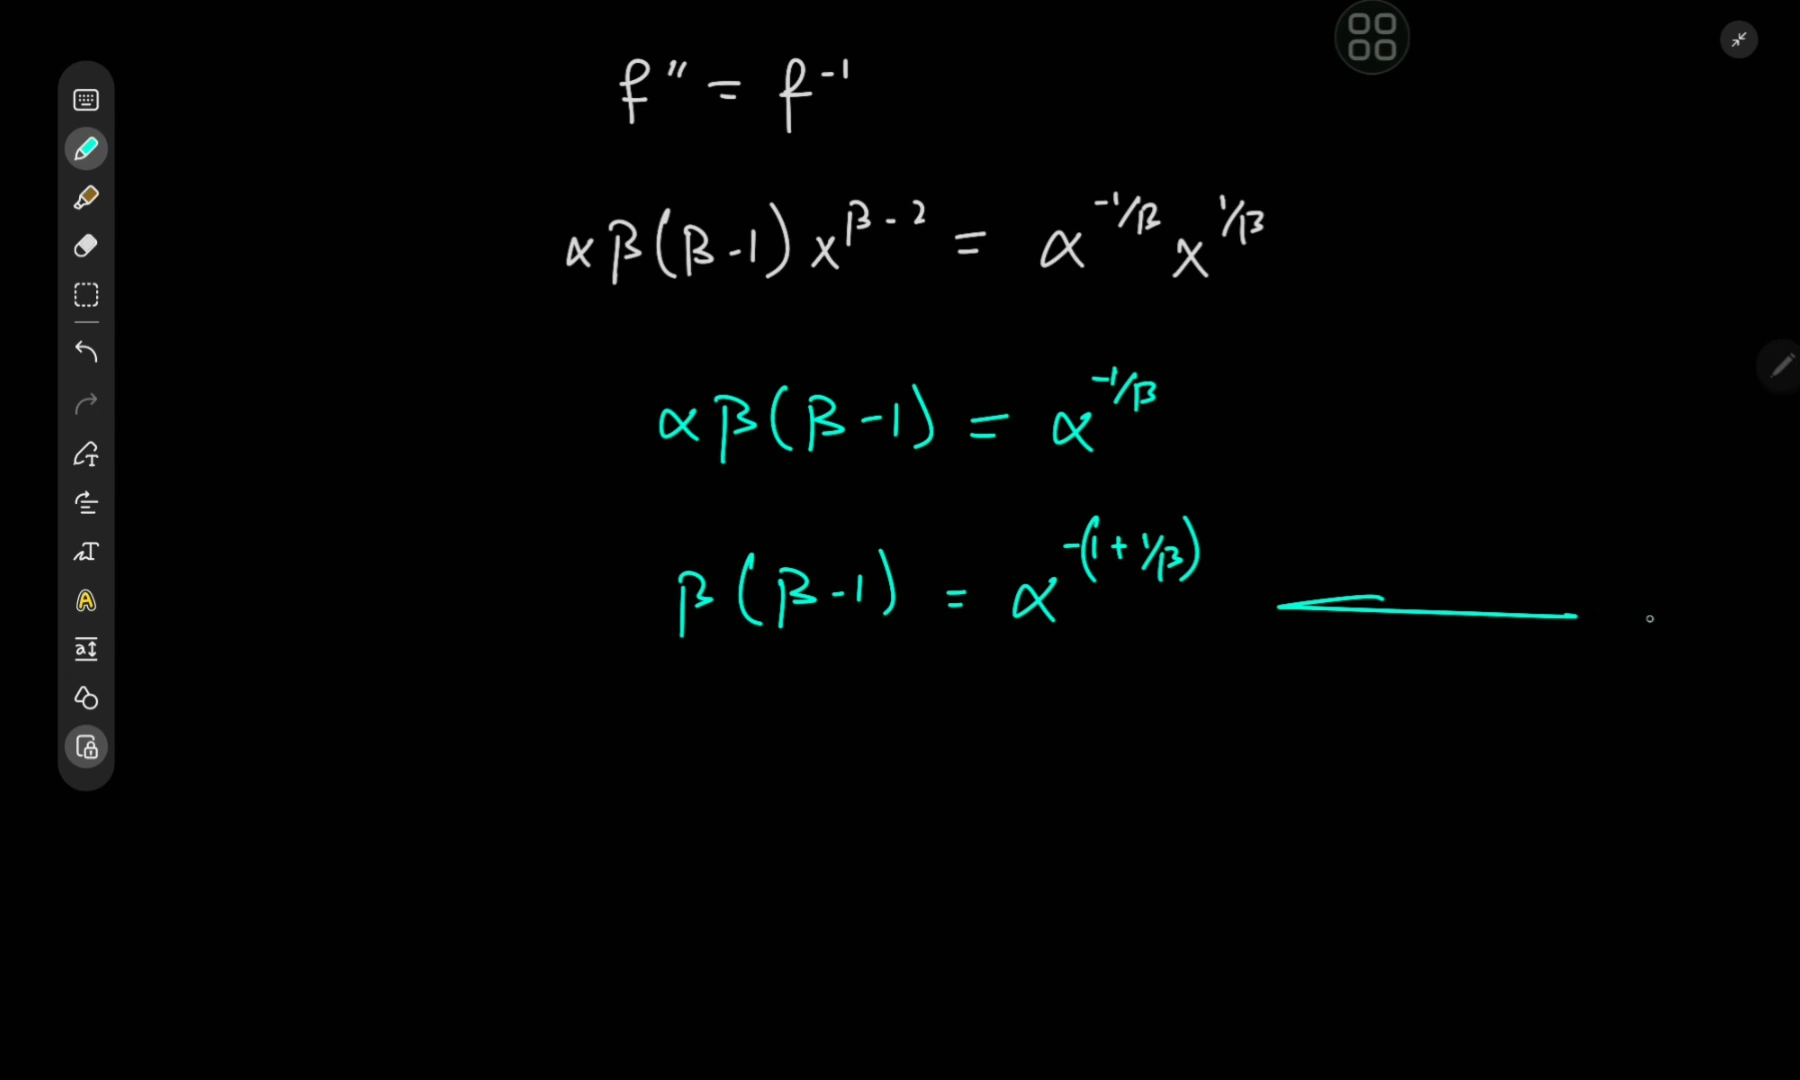 f'' = f⁻¹
αβ(β-1)x^(β-2) = α^(-1/β) x^(1/β)
αβ(β-1) = α^(-1/β)
β(β-1) = α^(-(1+1/β))